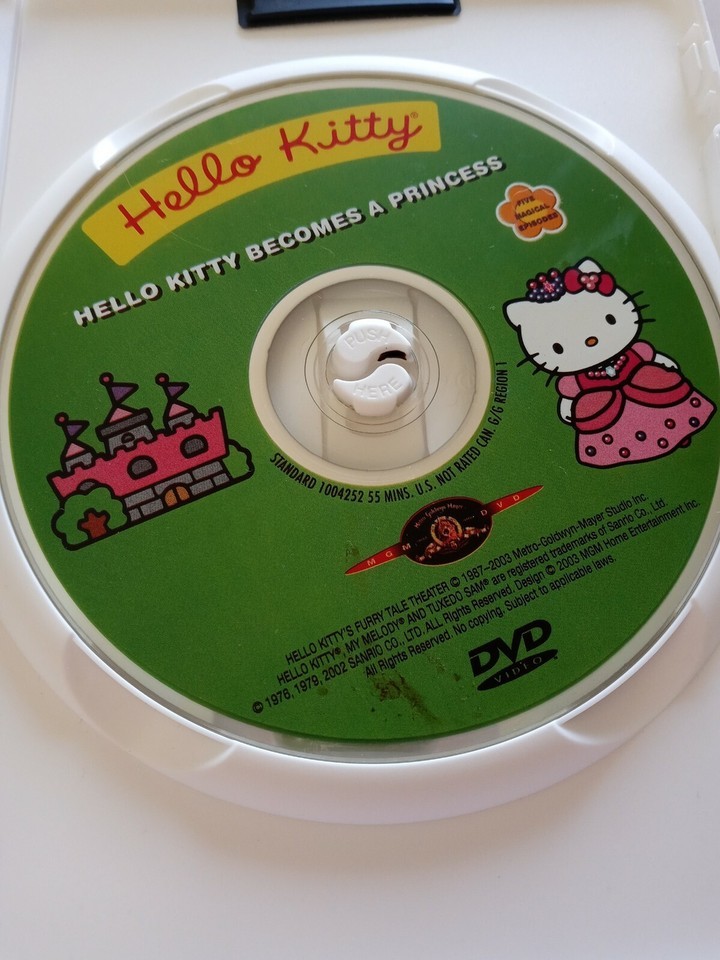 Hello Kitty®
HELLO KITTY BECOMES A PRINCESS
FIVE
MAGICAL
EPISODES
PUSH
HERE
STANDARD 1004252 55 MINS. U.S. NOT RATED CAN. G/G REGION 1
MGM DVD
HELLO KITTY'S FURRY TALE THEATER © 1987-2003 Metro-Goldwyn-Mayer Studio Inc.
HELLO KITTY®, MY MELODY® AND TUXEDO SAM® are registered trademarks of Sanrio Co., Ltd.
© 1976, 1979, 2002 SANRIO CO., LTD. ALL Rights Reserved. Design © 2003 MGM Home Entertainment Inc.
All Rights Reserved. No copying. Subject to applicable laws.
DVD
VIDEO